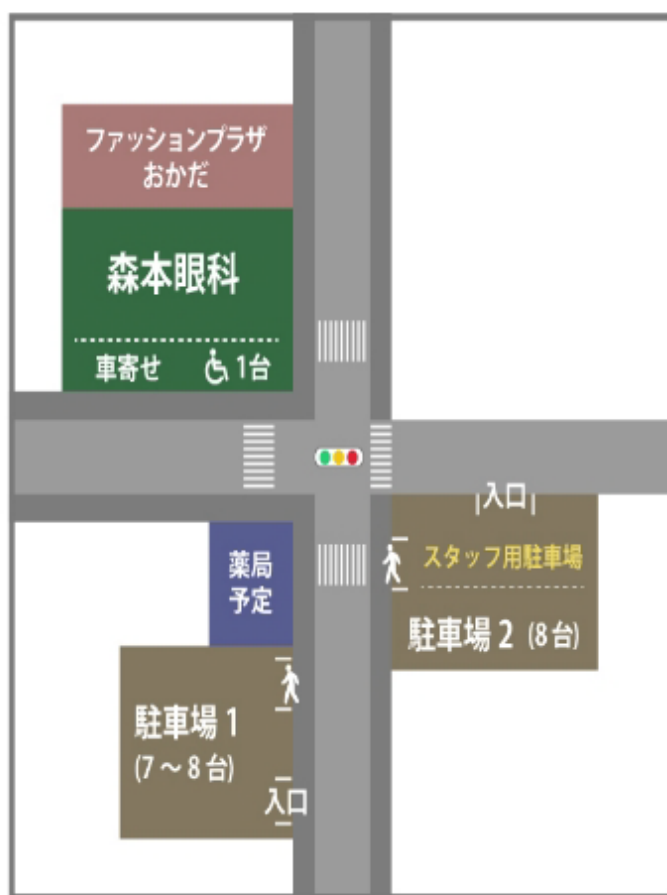 ファッションプラザ
おかだ
森本眼科
車寄せ 1台
入口
スタッフ用駐車場
駐車場2 (8台)
薬局
予定
駐車場1
(7〜8台)
入口